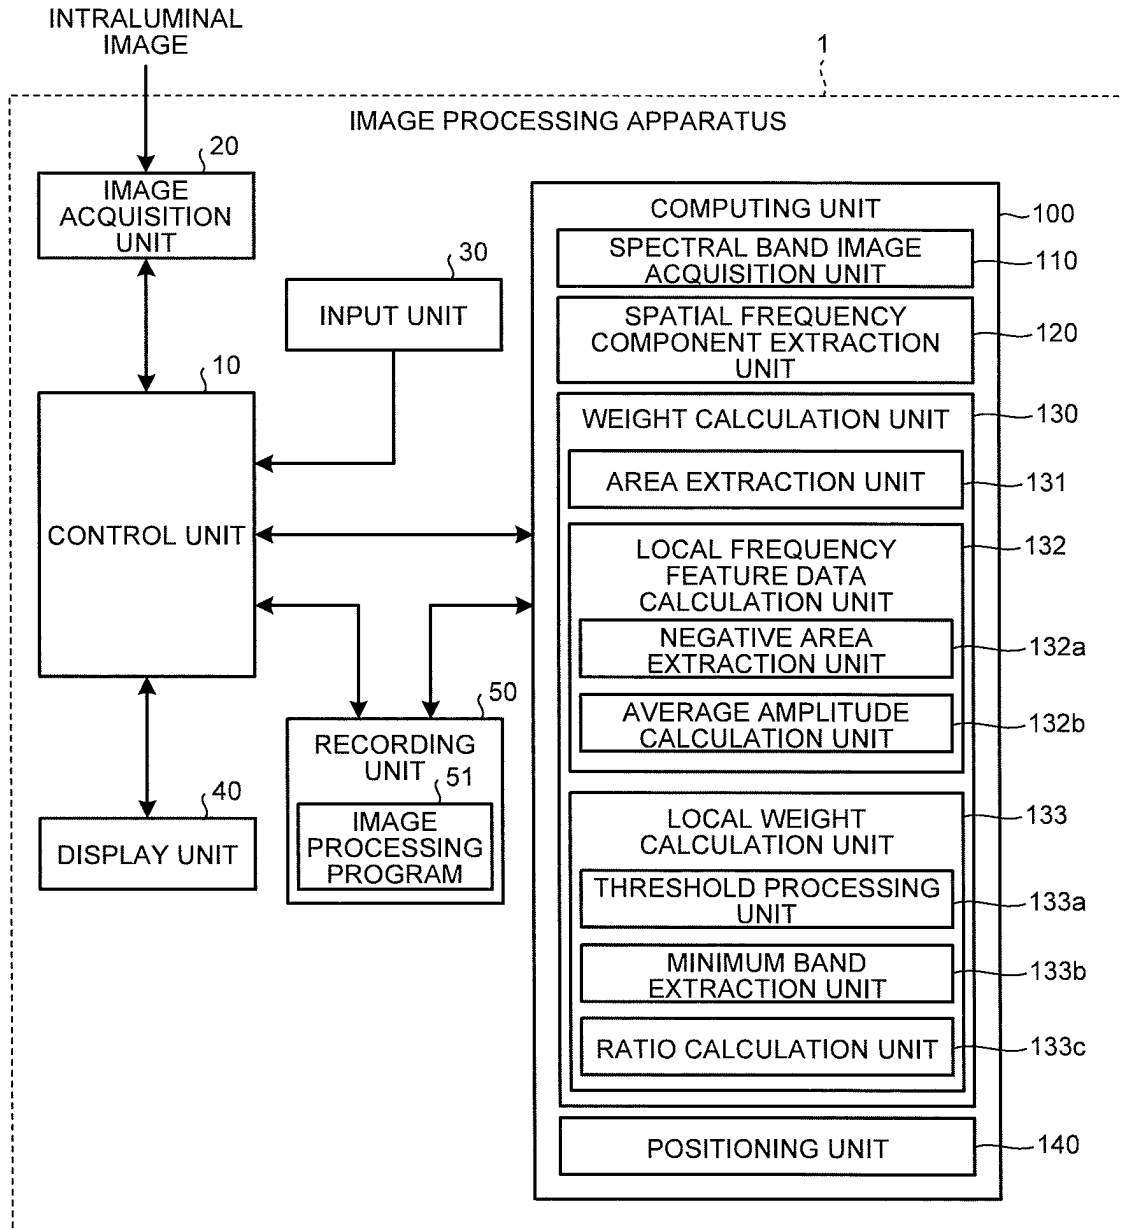 INTRALUMINAL
IMAGE
1
IMAGE PROCESSING APPARATUS
20
IMAGE
ACQUISITION
UNIT
30
INPUT UNIT
10
CONTROL UNIT
50
RECORDING
UNIT
51
IMAGE
PROCESSING
PROGRAM
40
DISPLAY UNIT
COMPUTING UNIT
100
SPECTRAL BAND IMAGE
ACQUISITION UNIT
110
SPATIAL FREQUENCY
COMPONENT EXTRACTION
UNIT
120
WEIGHT CALCULATION UNIT
130
AREA EXTRACTION UNIT
131
LOCAL FREQUENCY
FEATURE DATA
CALCULATION UNIT
132
NEGATIVE AREA
EXTRACTION UNIT
132a
AVERAGE AMPLITUDE
CALCULATION UNIT
132b
LOCAL WEIGHT
CALCULATION UNIT
133
THRESHOLD PROCESSING
UNIT
133a
MINIMUM BAND
EXTRACTION UNIT
133b
RATIO CALCULATION UNIT
133c
POSITIONING UNIT
140